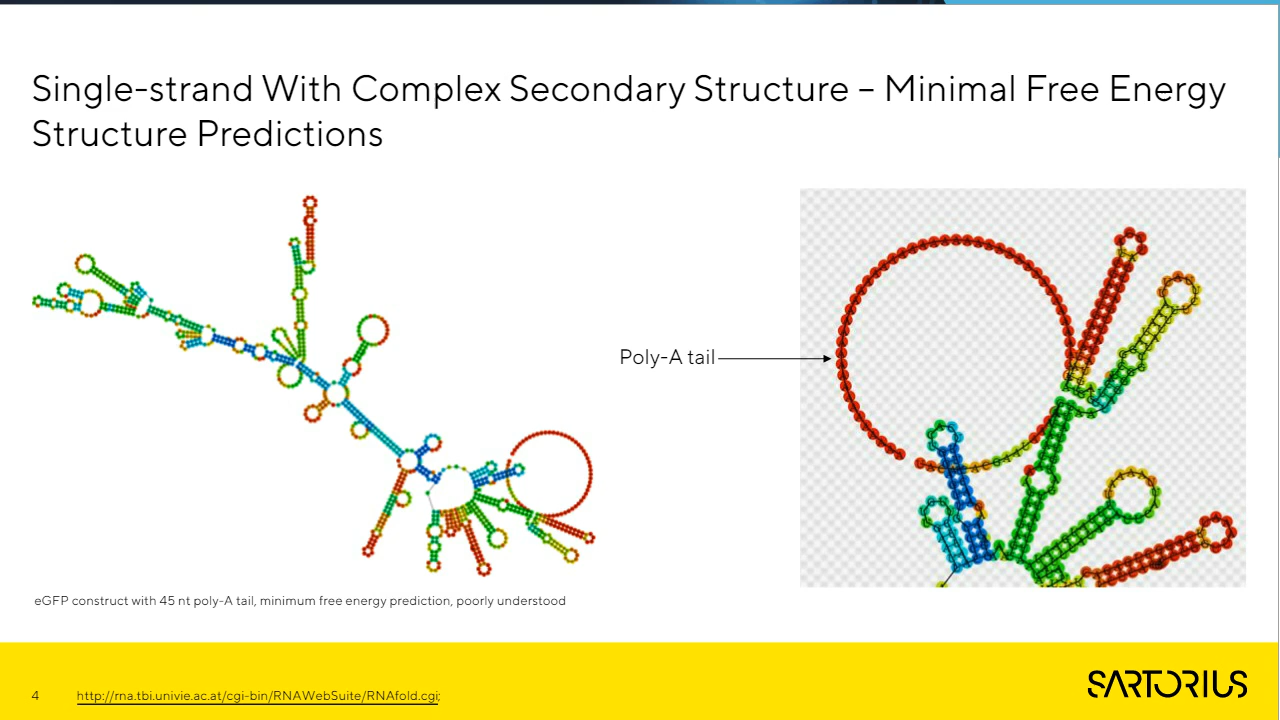 Single-strand With Complex Secondary Structure – Minimal Free Energy
Structure Predictions
Poly-A tail
eGFP construct with 45 nt poly-A tail, minimum free energy prediction, poorly understood
4
http://rna.tbi.univie.ac.at/cgi-bin/RNAWebSuite/RNAfold.cgi;
SARTORIUS